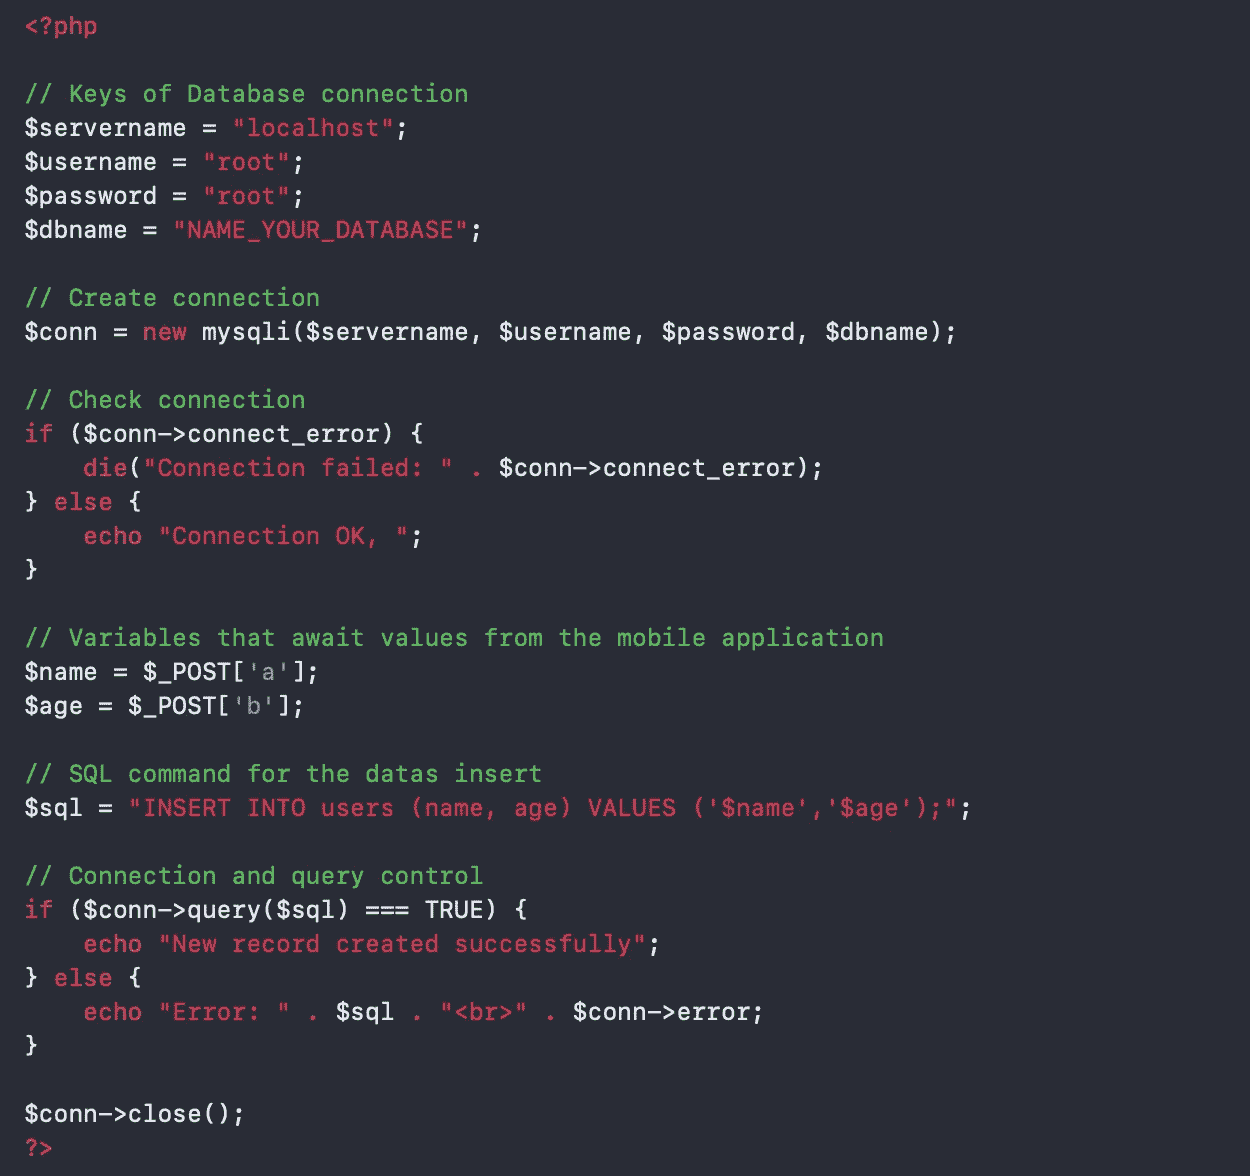 <?php
// Keys of Database connection
$servername = "localhost";
$username = "root";
$password = "root";
$dbname = "NAME_YOUR_DATABASE";
// Create connection
$conn = new mysqli($servername, $username, $password, $dbname);
// Check connection
if ($conn->connect_error) {
    die("Connection failed: " . $conn->connect_error);
} else {
    echo "Connection OK, ";
}
// Variables that await values from the mobile application
$name = $_POST['a'];
$age = $_POST['b'];
// SQL command for the datas insert
$sql = "INSERT INTO users (name, age) VALUES ('$name','$age');";
// Connection and query control
if ($conn->query($sql) === TRUE) {
    echo "New record created successfully";
} else {
    echo "Error: " . $sql . "<br>" . $conn->error;
}
$conn->close();
?>